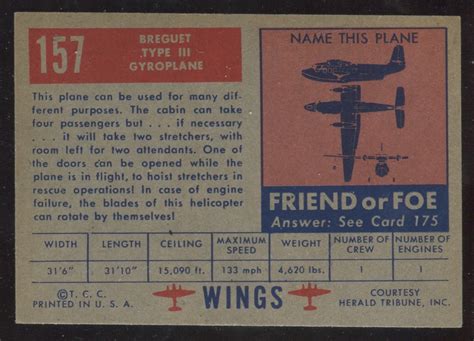 157
BREGUET
TYPE III
GYROPLANE
This plane can be used for many dif-
ferent purposes. The cabin can take
four passengers but . . . if necessary
. . . it will take two stretchers, with
room left for two attendants. One of
the doors can be opened while the
plane is in flight, to hoist stretchers in
rescue operations! In case of engine
failure, the blades of this helicopter
can rotate by themselves!
NAME THIS PLANE
FRIEND or FOE
Answer: See Card 175
WIDTH LENGTH CEILING MAXIMUM SPEED WEIGHT NUMBER OF CREW NUMBER OF ENGINES
31'6" 31'10" 15,090 ft. 133 mph 4,620 lbs. 1 1
© T. C. C.
PRINTED IN U. S. A.
WINGS
COURTESY
HERALD TRIBUNE, INC.